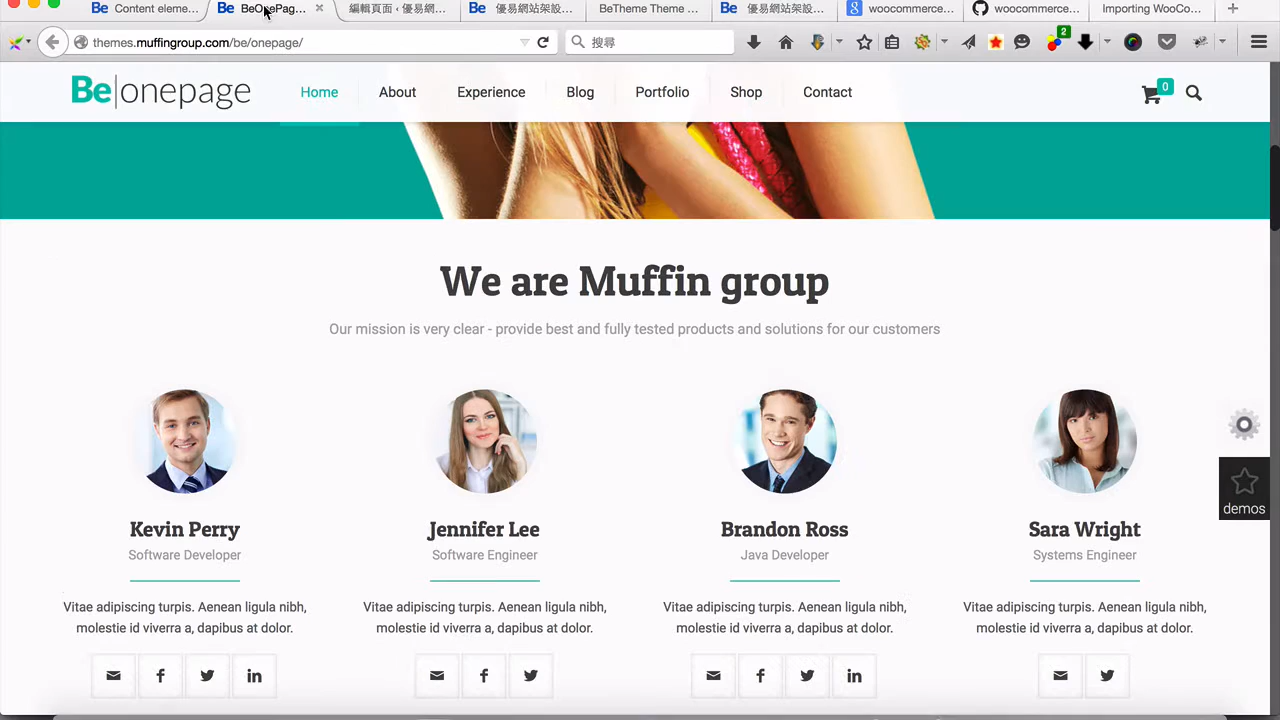 Be Content eleme...
Be BeOnePag...
編輯頁面 ‹ 優易網...
Be 優易網站架設...
BeTheme Theme ...
Be 優易網站架設...
woocommerce...
woocommerce...
Importing WooCo...
themes.muffingroup.com/be/onepage/
搜尋
2
Be|onepage
Home
About
Experience
Blog
Portfolio
Shop
Contact
0
We are Muffin group
Our mission is very clear - provide best and fully tested products and solutions for our customers
demos
Kevin Perry
Software Developer
Vitae adipiscing turpis. Aenean ligula nibh,
molestie id viverra a, dapibus at dolor.
Jennifer Lee
Software Engineer
Vitae adipiscing turpis. Aenean ligula nibh,
molestie id viverra a, dapibus at dolor.
Brandon Ross
Java Developer
Vitae adipiscing turpis. Aenean ligula nibh,
molestie id viverra a, dapibus at dolor.
Sara Wright
Systems Engineer
Vitae adipiscing turpis. Aenean ligula nibh,
molestie id viverra a, dapibus at dolor.